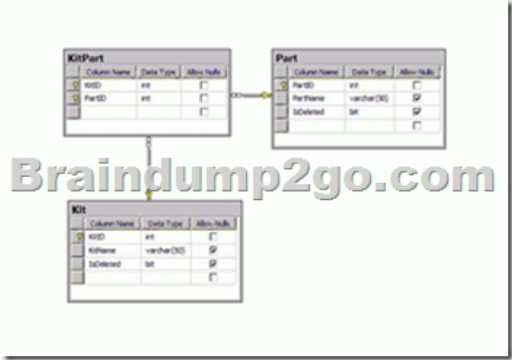 KitPart
Column Name Data Type Allow Nulls
KitID int
PartID int
Part
Column Name Data Type Allow Nulls
PartID int
PartName varchar(50)
IsDeleted bit
Braindump2go.com
Kit
Column Name Data Type Allow Nulls
KitID int
KitName varchar(50)
IsDeleted bit